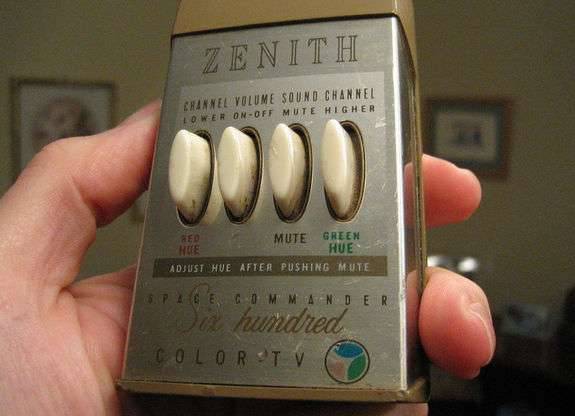 ZENITH
CHANNEL VOLUME SOUND CHANNEL
LOWER ON-OFF MUTE HIGHER
RED MUTE GREEN
HUE HUE
ADJUST HUE AFTER PUSHING MUTE
SPACE COMMANDER
Six hundred
COLOR TV